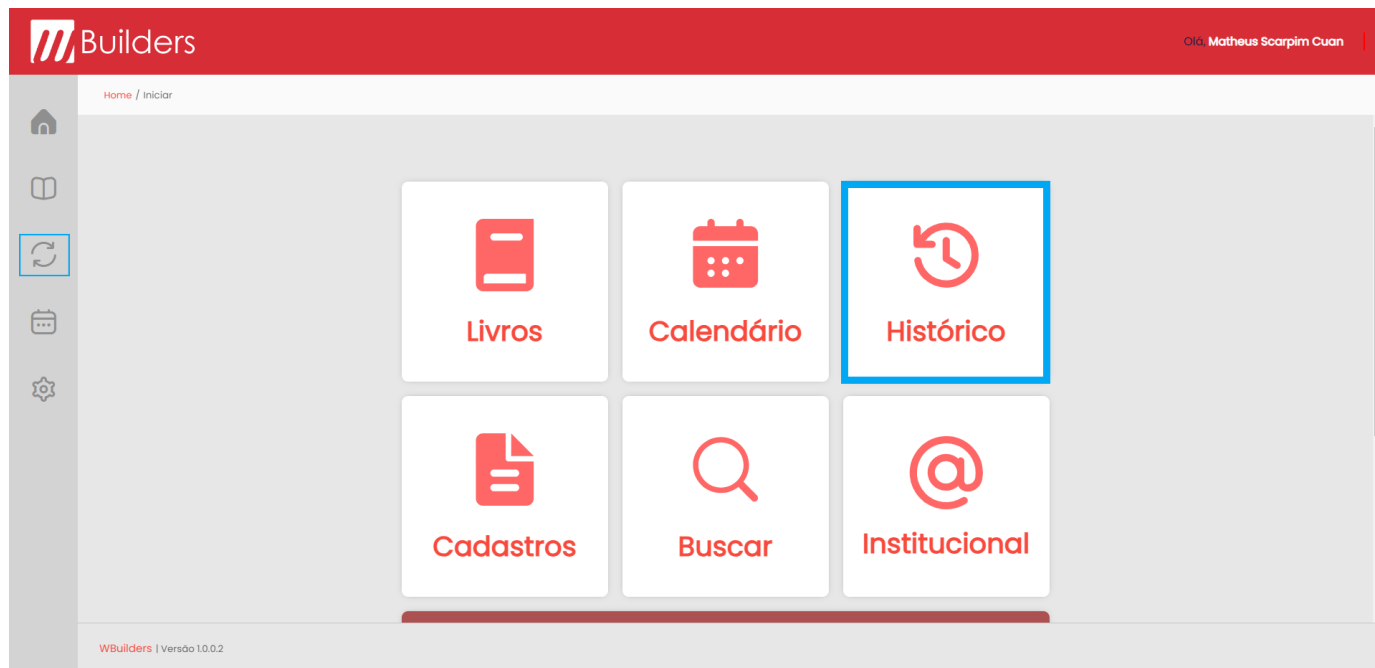 Builders
Olá, Matheus Scarpim Cuan
Home / Iniciar
Livros
Calendário
Histórico
Cadastros
Buscar
Institucional
WBuilders | Versão 1.0.0.2